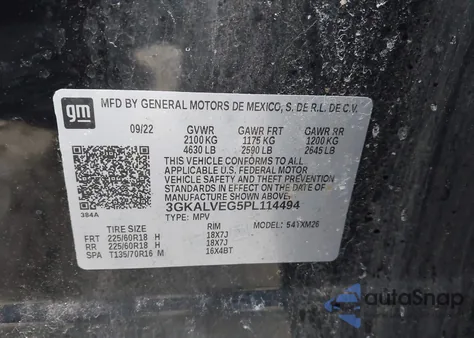 gm
MFD BY GENERAL MOTORS DE MEXICO, S. DE R.L. DE C.V.
09/22 GVWR GAWR FRT GAWR RR
2100 KG 1175 KG 1200 KG
4630 LB 2590 LB 2645 LB
THIS VEHICLE CONFORMS TO ALL
APPLICABLE U.S. FEDERAL MOTOR
VEHICLE SAFETY AND THEFT
PREVENTION STANDARDS IN EFFECT
ON THE DATE OF MANUFACTURE
SHOWN ABOVE.
384A
3GKALVEG5PL114494
TYPE: MPV MODEL: 541XM26
TIRE SIZE RIM
FRT 225/60R18 H 18X7J
RR 225/60R18 H 18X7J
SPA T135/70R16 M 16X4BT
autoSnap